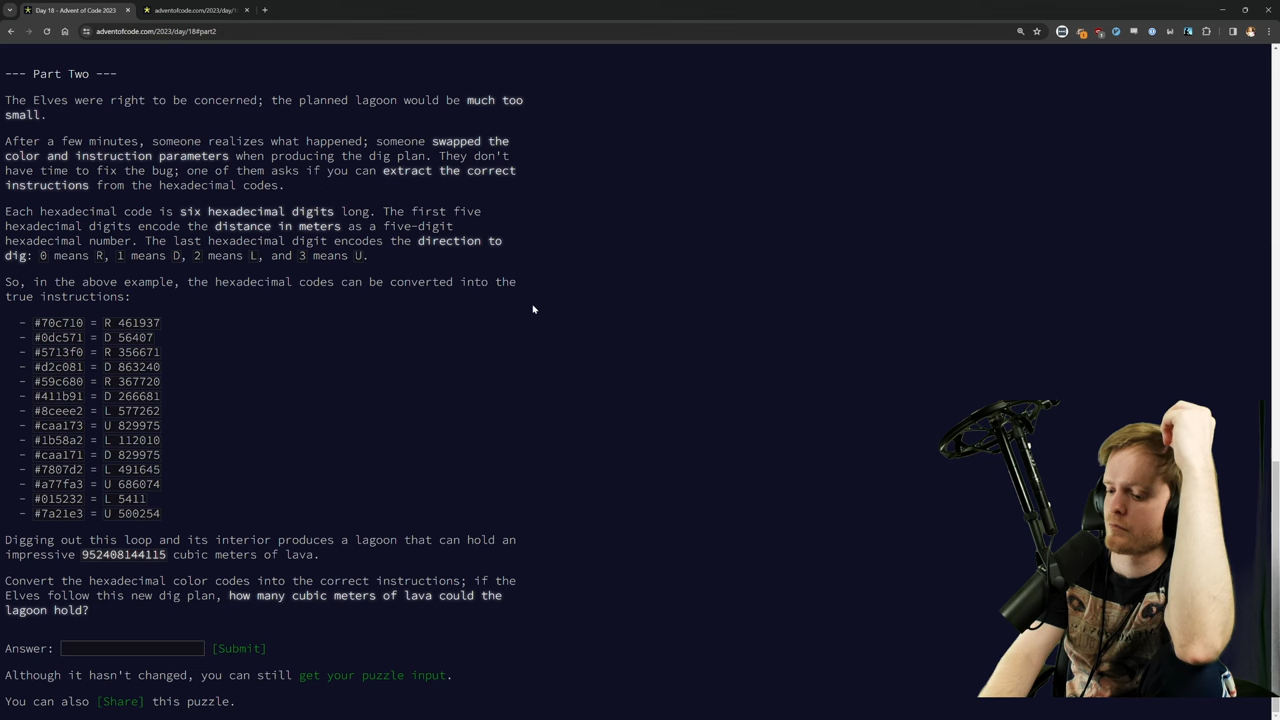 Day 18 - Advent of Code 2023
adventofcode.com/2023/day/1
adventofcode.com/2023/day/18#part2
--- Part Two ---
The Elves were right to be concerned; the planned lagoon would be much too
small.
After a few minutes, someone realizes what happened; someone swapped the
color and instruction parameters when producing the dig plan. They don't
have time to fix the bug; one of them asks if you can extract the correct
instructions from the hexadecimal codes.
Each hexadecimal code is six hexadecimal digits long. The first five
hexadecimal digits encode the distance in meters as a five-digit
hexadecimal number. The last hexadecimal digit encodes the direction to
dig: 0 means R, 1 means D, 2 means L, and 3 means U.
So, in the above example, the hexadecimal codes can be converted into the
true instructions:
- #70c710 = R 461937
- #0dc571 = D 56407
- #5713f0 = R 356671
- #d2c081 = D 863240
- #59c680 = R 367720
- #411b91 = D 266681
- #8ceee2 = L 577262
- #caa173 = U 829975
- #1b58a2 = L 112010
- #caa171 = D 829975
- #7807d2 = L 491645
- #a77fa3 = U 686074
- #015232 = L 5411
- #7a21e3 = U 500254
Digging out this loop and its interior produces a lagoon that can hold an
impressive 952408144115 cubic meters of lava.
Convert the hexadecimal color codes into the correct instructions; if the
Elves follow this new dig plan, how many cubic meters of lava could the
lagoon hold?
Answer: [Submit]
Although it hasn't changed, you can still get your puzzle input.
You can also [Share] this puzzle.